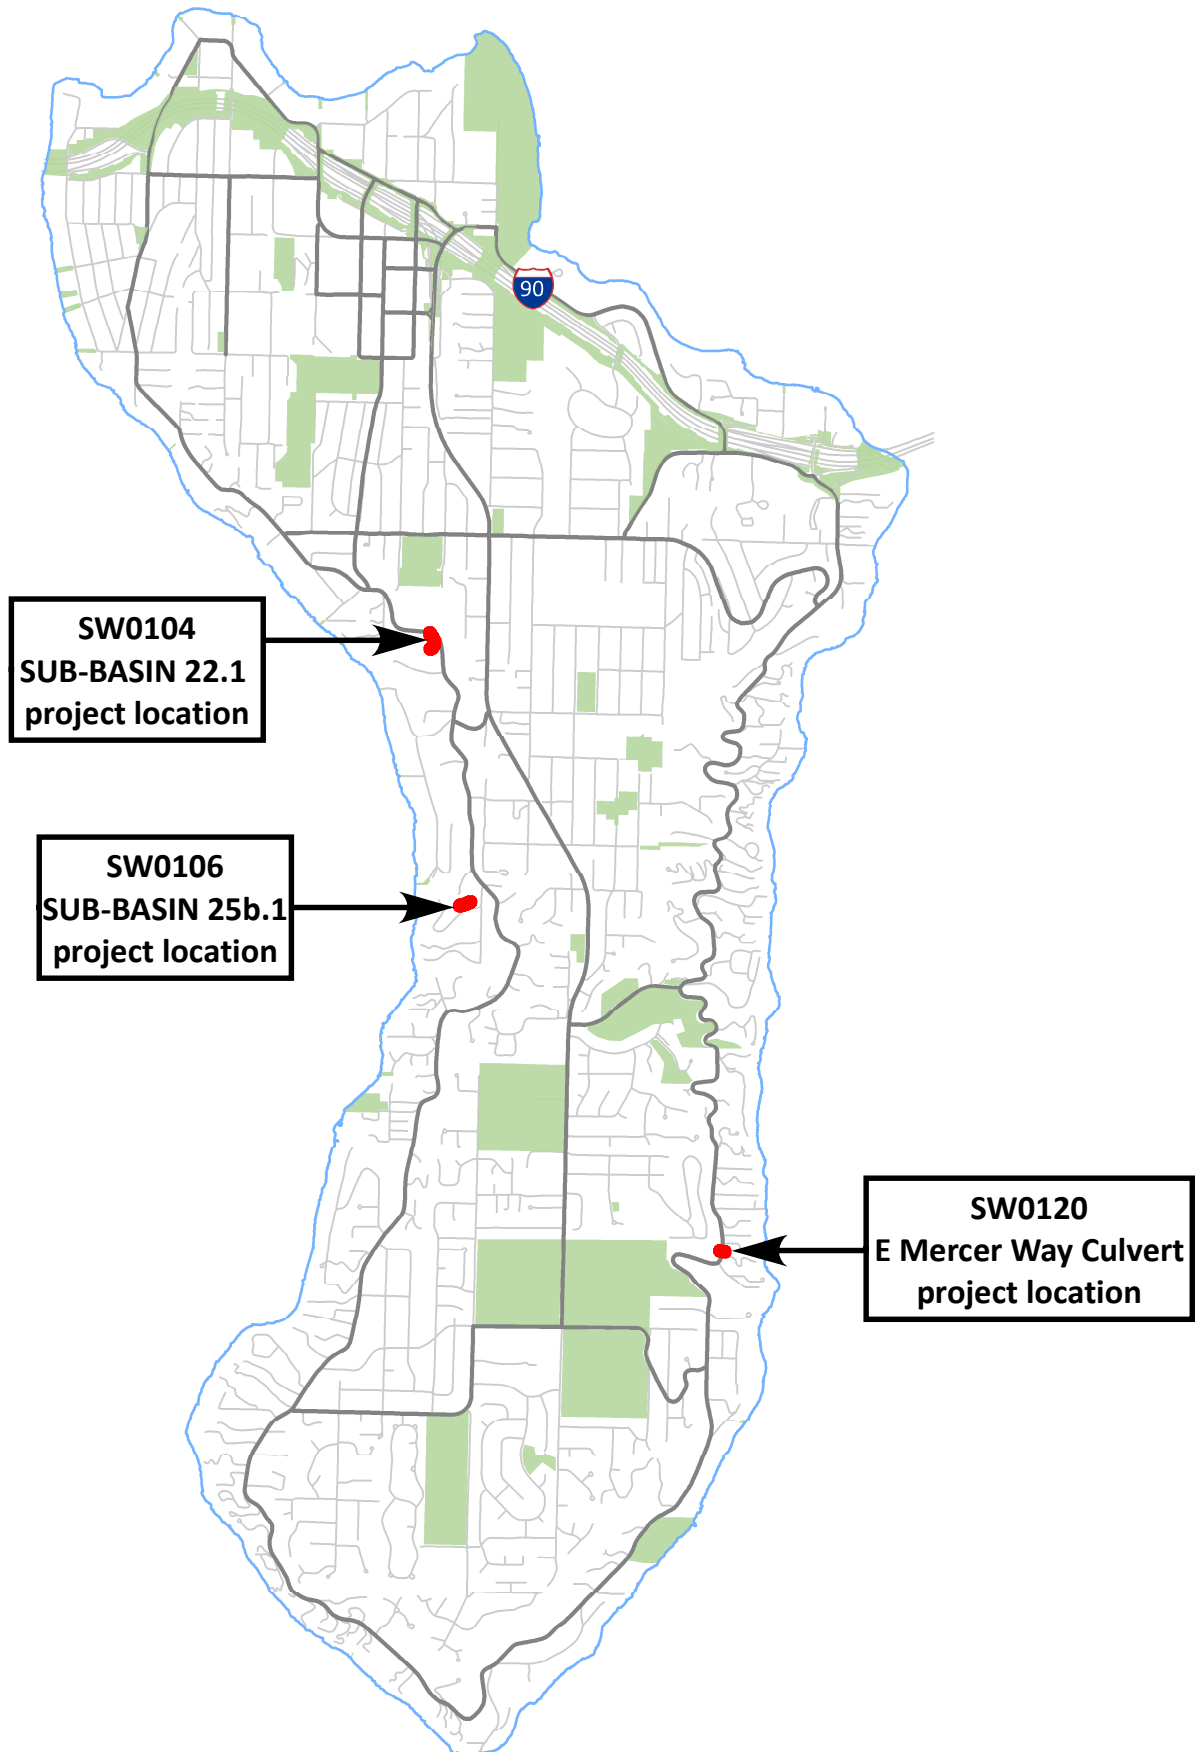 90
SW0104
SUB-BASIN 22.1
project location
SW0106
SUB-BASIN 25b.1
project location
SW0120
E Mercer Way Culvert
project location